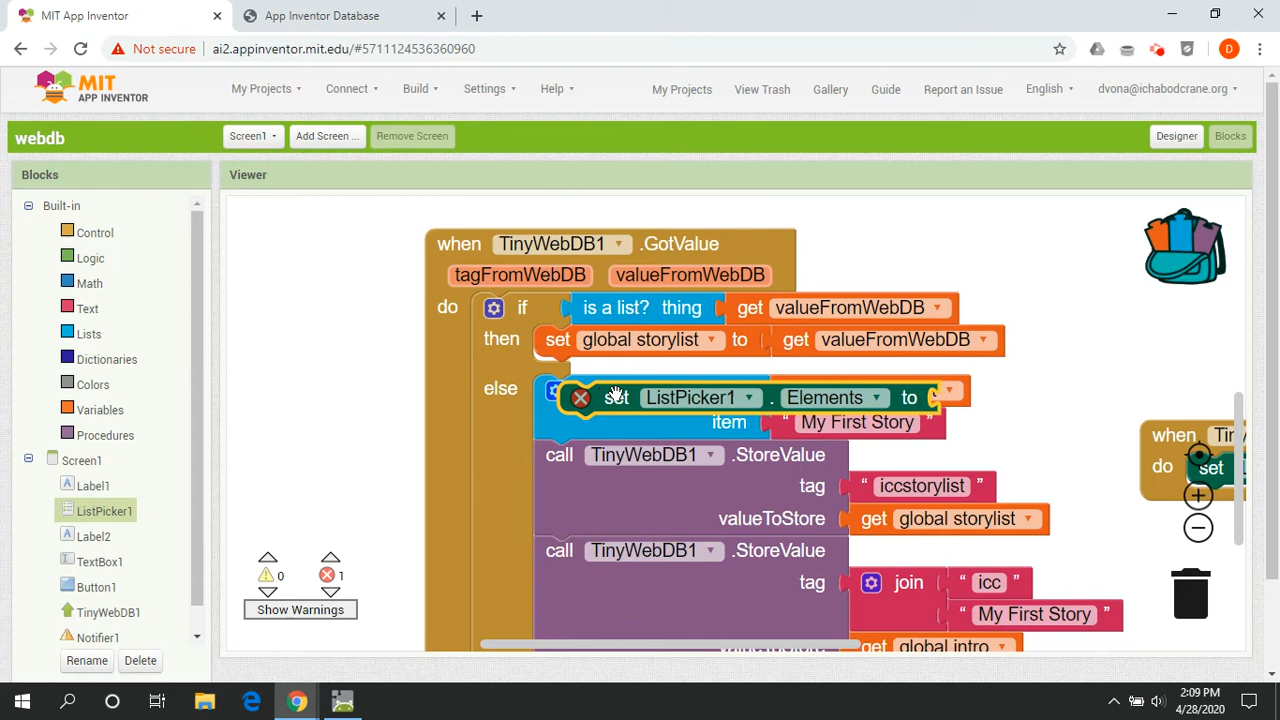 MIT App Inventor
App Inventor Database
Not secure
ai2.appinventor.mit.edu/#5711124536360960
D
MIT
APP INVENTOR
My Projects
Connect
Build
Settings
Help
My Projects
View Trash
Gallery
Guide
Report an Issue
English
dvona@ichabodcrane.org
webdb
Screen1
Add Screen ...
Remove Screen
Designer
Blocks
Blocks
Viewer
Built-in
Control
Logic
Math
Text
Lists
Dictionaries
Colors
Variables
Procedures
Screen1
Label1
ListPicker1
Label2
TextBox1
Button1
TinyWebDB1
Notifier1
Rename
Delete
when TinyWebDB1 .GotValue
tagFromWebDB valueFromWebDB
do if is a list? thing get valueFromWebDB
then set global storylist to get valueFromWebDB
else
set ListPicker1 . Elements to
item " My First Story "
call TinyWebDB1 .StoreValue
tag " iccstorylist "
valueToStore get global storylist
call TinyWebDB1 .StoreValue
tag join " icc "
" My First Story "
get global intro
when
do set
0
1
Show Warnings
2:09 PM
4/28/2020